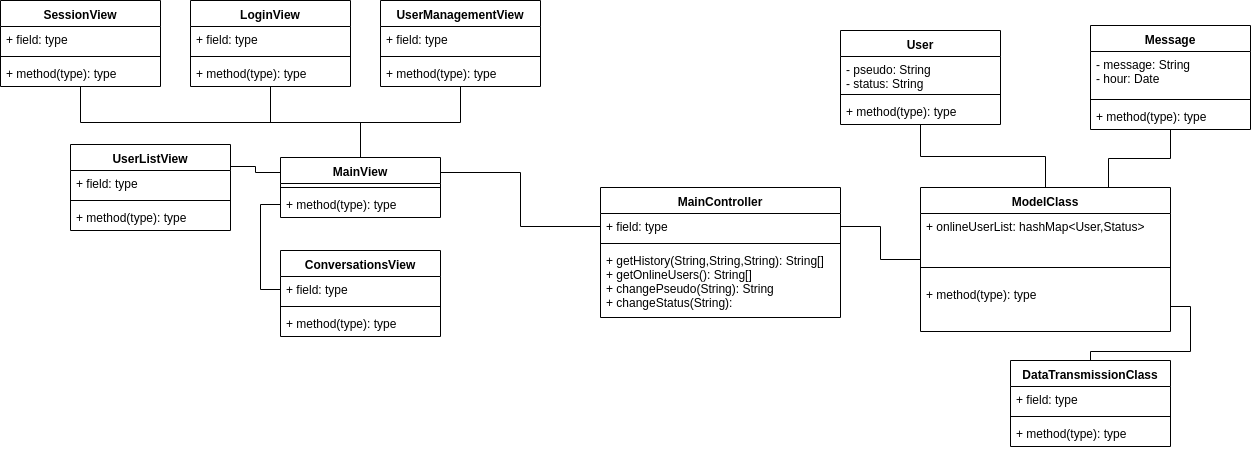 SessionView
+ field: type
+ method(type): type
LoginView
+ field: type
+ method(type): type
UserManagementView
+ field: type
+ method(type): type
User
- pseudo: String
- status: String
+ method(type): type
Message
- message: String
- hour: Date
+ method(type): type
UserListView
+ field: type
+ method(type): type
MainView
+ method(type): type
ConversationsView
+ field: type
+ method(type): type
MainController
+ field: type
+ getHistory(String,String,String): String[]
+ getOnlineUsers(): String[]
+ changePseudo(String): String
+ changeStatus(String):
ModelClass
+ onlineUserList: hashMap<User,Status>
+ method(type): type
DataTransmissionClass
+ field: type
+ method(type): type